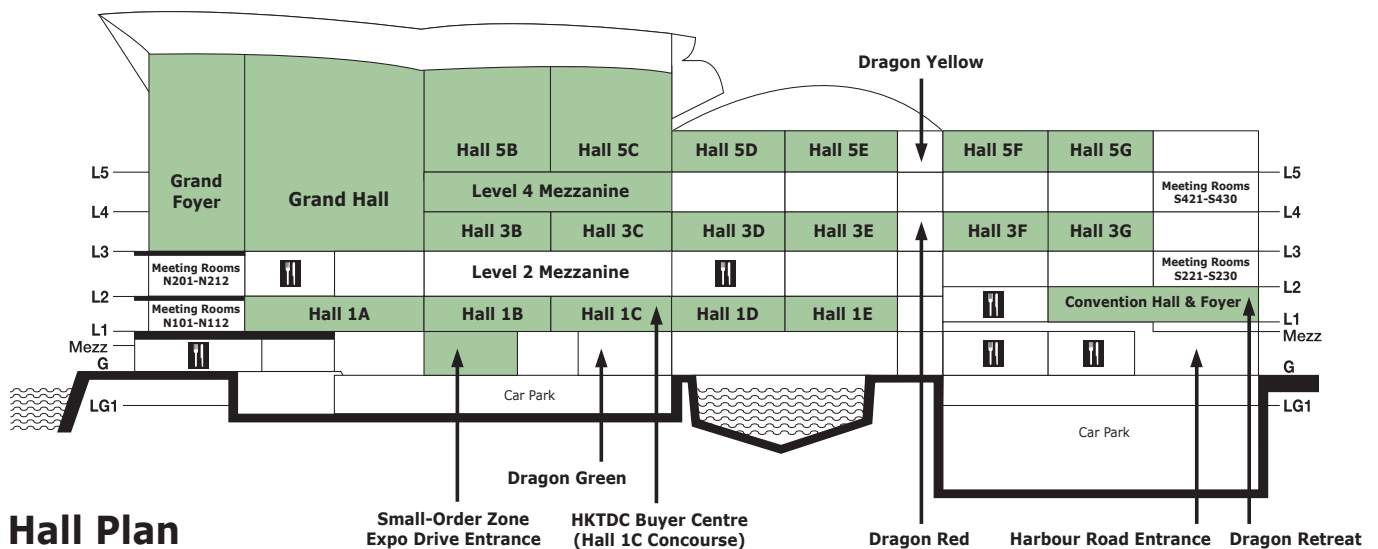 Dragon Yellow
Hall 5B
Hall 5C
Hall 5D
Hall 5E
Hall 5F
Hall 5G
L5
L5
Grand
Foyer
Grand Hall
Level 4 Mezzanine
Meeting Rooms
S421-S430
L4
L4
Hall 3B
Hall 3C
Hall 3D
Hall 3E
Hall 3F
Hall 3G
L3
L3
Meeting Rooms
N201-N212
Level 2 Mezzanine
Meeting Rooms
S221-S230
L2
L2
Meeting Rooms
N101-N112
Hall 1A
Hall 1B
Hall 1C
Hall 1D
Hall 1E
Convention Hall & Foyer
L1
L1
Mezz
Mezz
G
G
Car Park
LG1
LG1
Car Park
Dragon Green
Hall Plan
Small-Order Zone
Expo Drive Entrance
HKTDC Buyer Centre
(Hall 1C Concourse)
Dragon Red
Harbour Road Entrance
Dragon Retreat